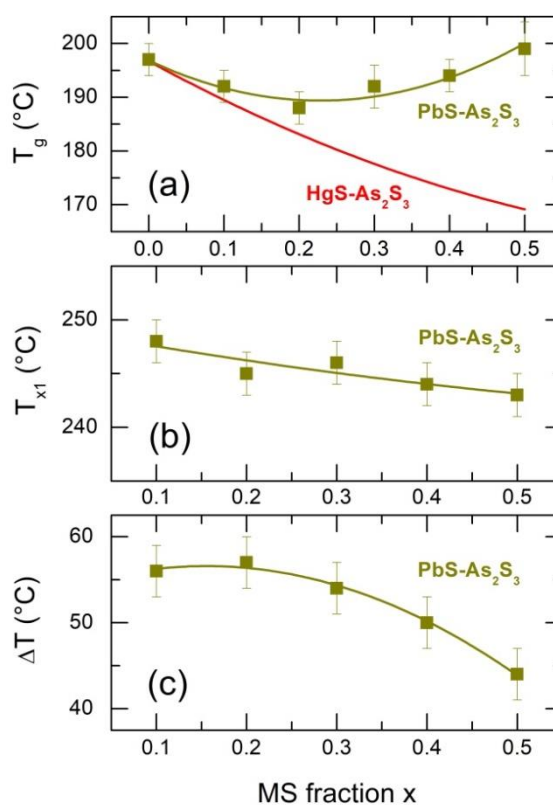 200
190
180
170
T_g (°C)
PbS-As₂S₃
HgS-As₂S₃
(a)
0.0 0.1 0.2 0.3 0.4 0.5
250
240
T_x1 (°C)
PbS-As₂S₃
(b)
0.1 0.2 0.3 0.4 0.5
60
50
40
ΔT (°C)
PbS-As₂S₃
(c)
0.1 0.2 0.3 0.4 0.5
MS fraction x